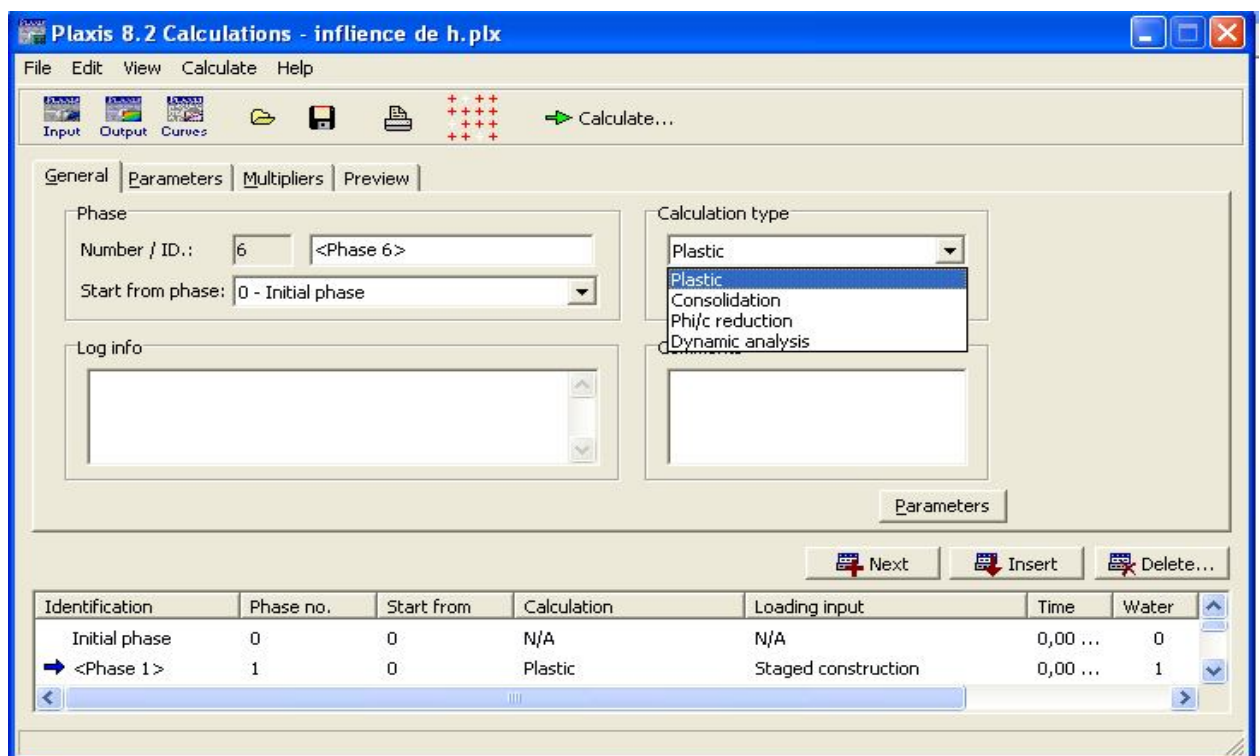 Plaxis 8.2 Calculations - inflience de h.plx
File Edit View Calculate Help
Input Output Curves Calculate...
General Parameters Multipliers Preview
Phase
Number / ID.: 6 <Phase 6>
Start from phase: 0 - Initial phase
Calculation type
Plastic
Plastic
Consolidation
Phi/c reduction
Dynamic analysis
Log info
Parameters
Next Insert Delete...
Identification Phase no. Start from Calculation Loading input Time Water
Initial phase 0 0 N/A N/A 0,00 ... 0
<Phase 1> 1 0 Plastic Staged construction 0,00 ... 1